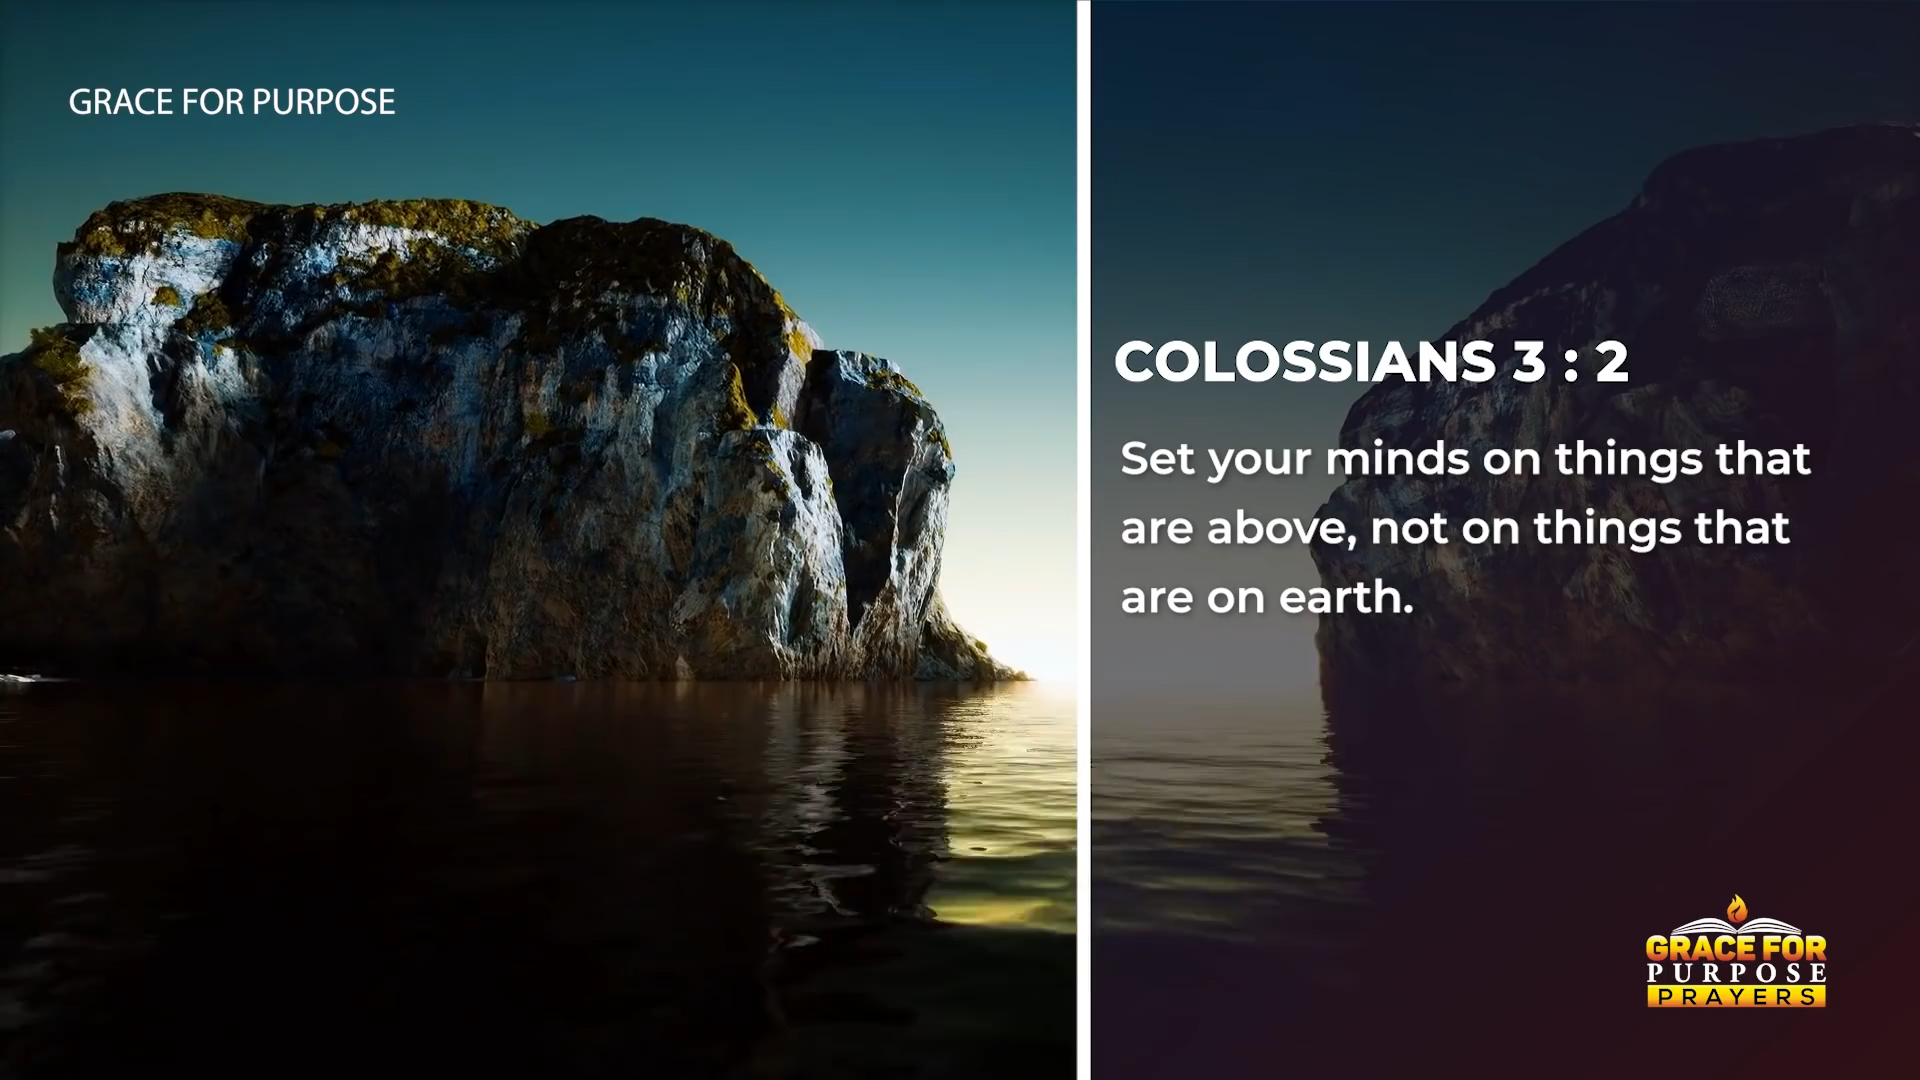 GRACE FOR PURPOSE
COLOSSIANS 3 : 2
Set your minds on things that
are above, not on things that
are on earth.
GRACE FOR
PURPOSE
PRAYERS